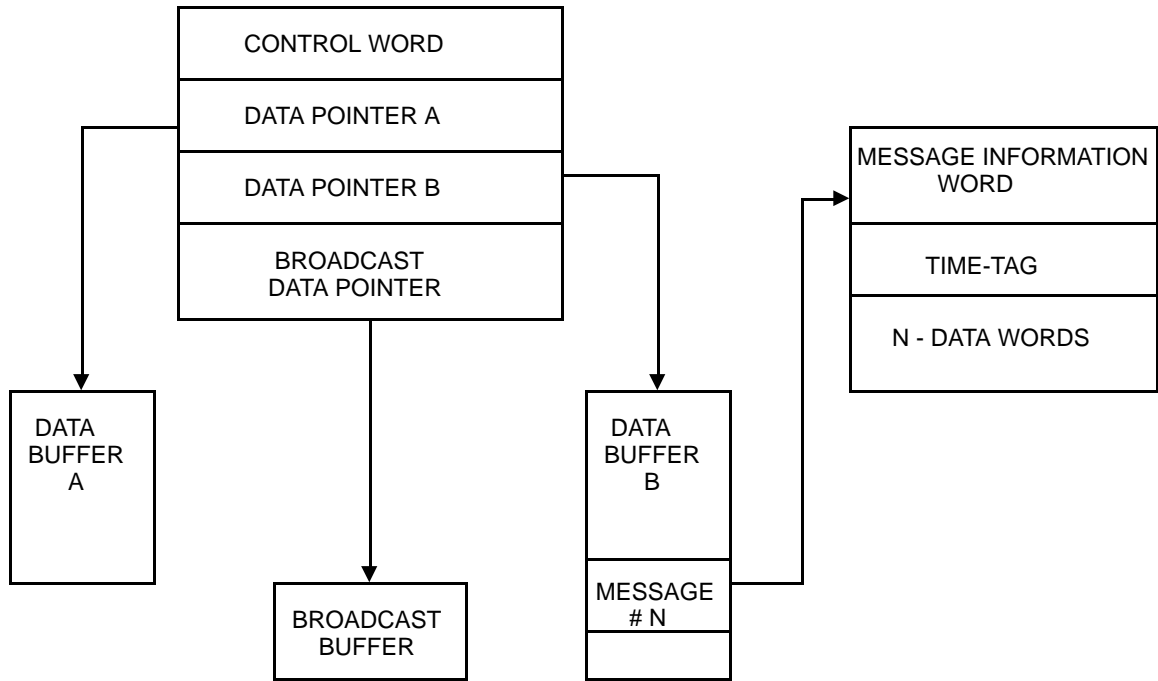 CONTROL WORD
DATA POINTER A
DATA POINTER B
BROADCAST
DATA POINTER
MESSAGE INFORMATION
WORD
TIME-TAG
N - DATA WORDS
DATA
BUFFER
A
BROADCAST
BUFFER
DATA
BUFFER
B
MESSAGE
# N